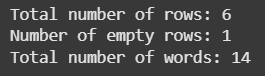 Total number of rows: 6
Number of empty rows: 1
Total number of words: 14